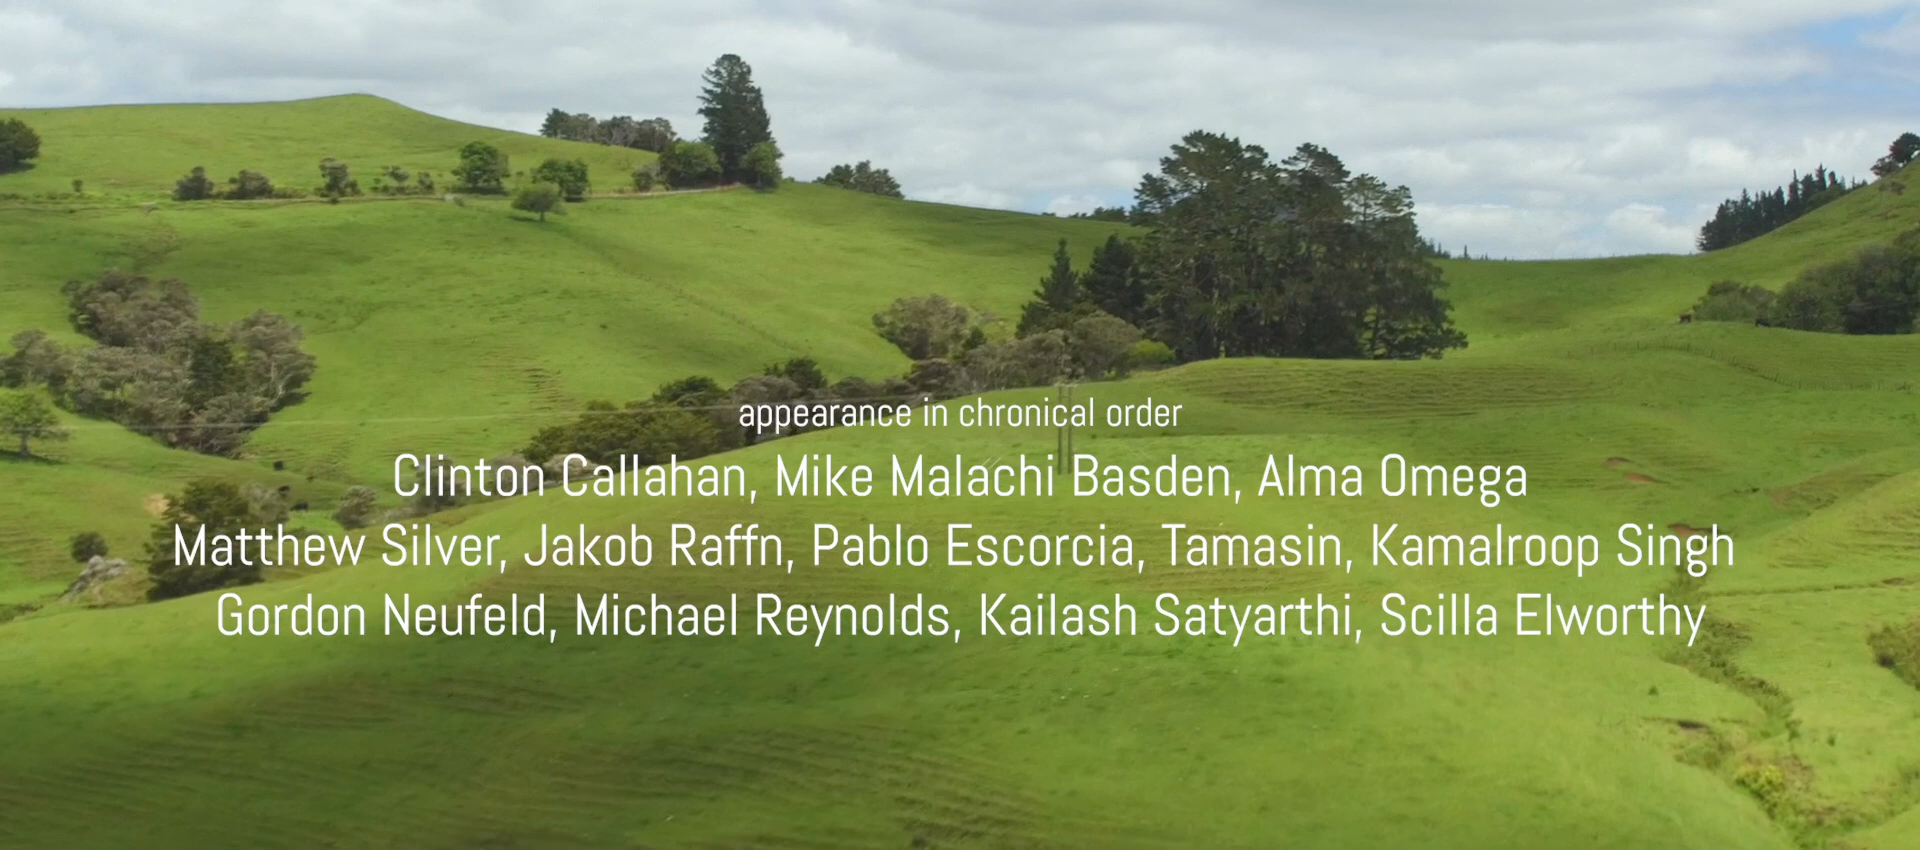 appearance in chronical order
Clinton Callahan, Mike Malachi Basden, Alma Omega
Matthew Silver, Jakob Raffn, Pablo Escorcia, Tamasin, Kamalroop Singh
Gordon Neufeld, Michael Reynolds, Kailash Satyarthi, Scilla Elworthy